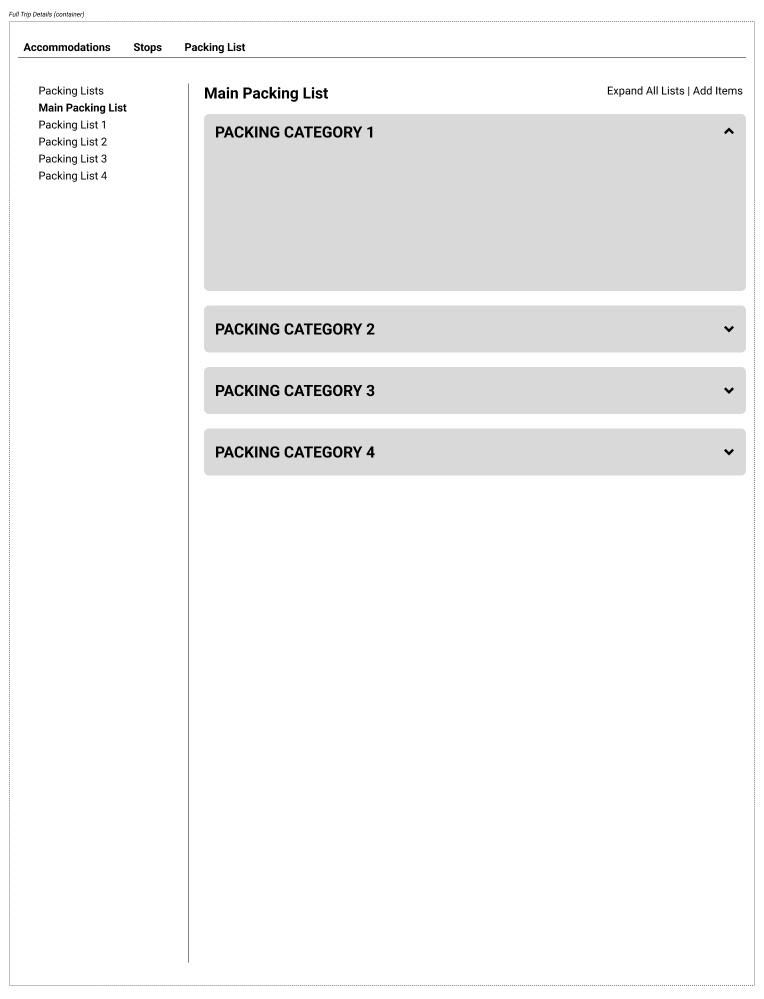 Full Trip Details (container)
Accommodations Stops Packing List
Packing Lists
Main Packing List
Packing List 1
Packing List 2
Packing List 3
Packing List 4
Main Packing List
Expand All Lists | Add Items
PACKING CATEGORY 1
PACKING CATEGORY 2
PACKING CATEGORY 3
PACKING CATEGORY 4